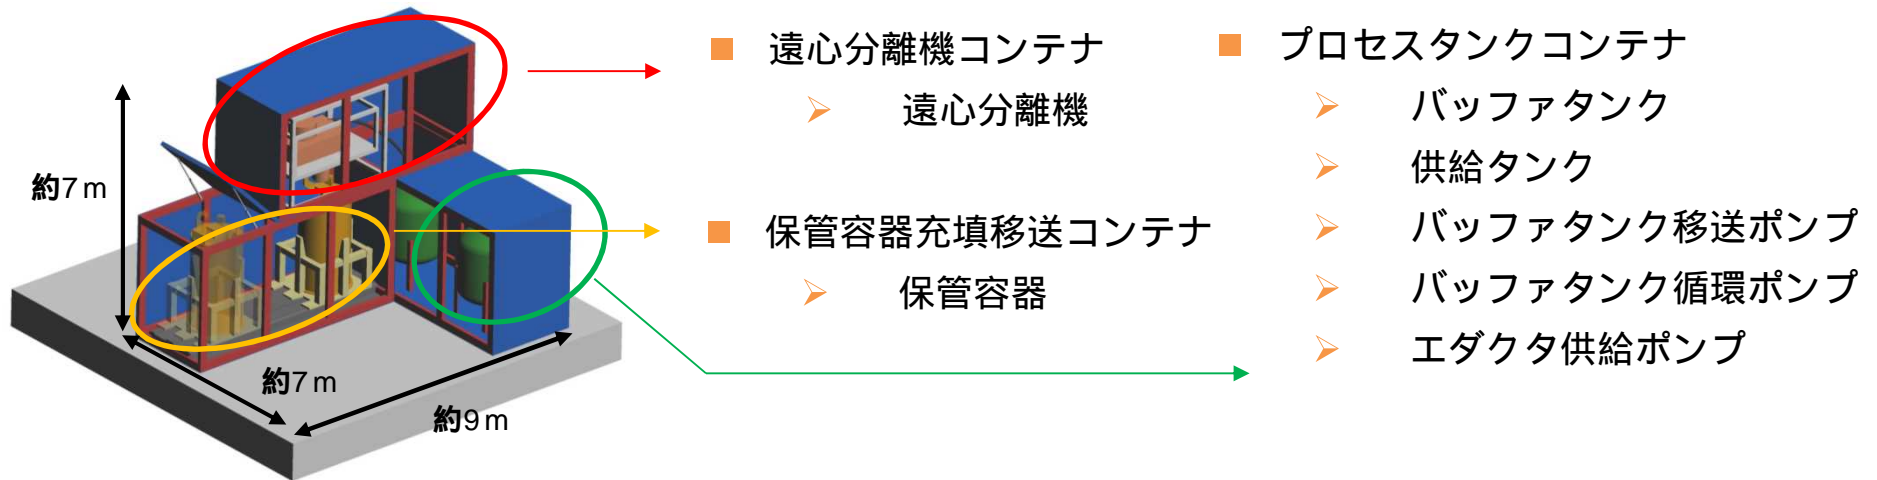 約7m
約7m
約9m
遠心分離機コンテナ
遠心分離機
保管容器充填移送コンテナ
保管容器
プロセスタンクコンテナ
バッファタンク
供給タンク
バッファタンク移送ポンプ
バッファタンク循環ポンプ
エダクタ供給ポンプ